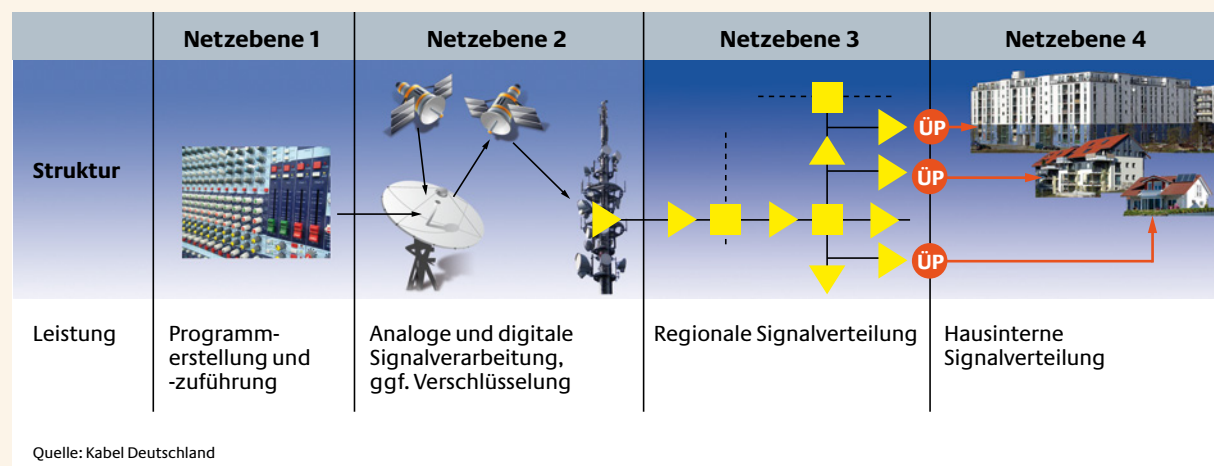 Netzebene 1
Netzebene 2
Netzebene 3
Netzebene 4
Struktur
ÜP
ÜP
ÜP
Leistung
Programm-
erstellung und
-zuführung
Analoge und digitale
Signalverarbeitung,
ggf. Verschlüsselung
Regionale Signalverteilung
Hausinterne
Signalverteilung
Quelle: Kabel Deutschland